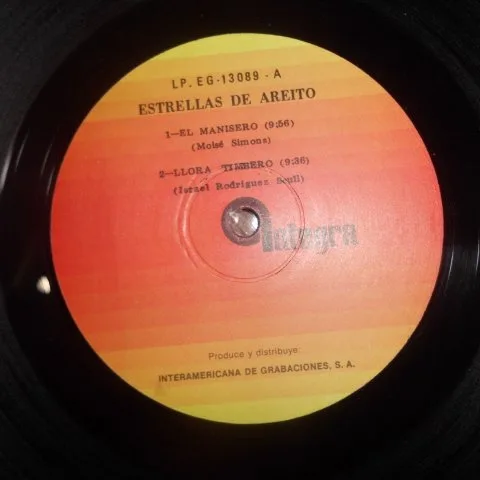 LP. EG-13089 - A
ESTRELLAS DE AREITO
1—EL MANISERO (9:56)
(Moisé Simons)
2—LLORA TIMBERO (9:36)
(Israel Rodríguez Scull)
Integra
Produce y distribuye:
INTERAMERICANA DE GRABACIONES, S. A.